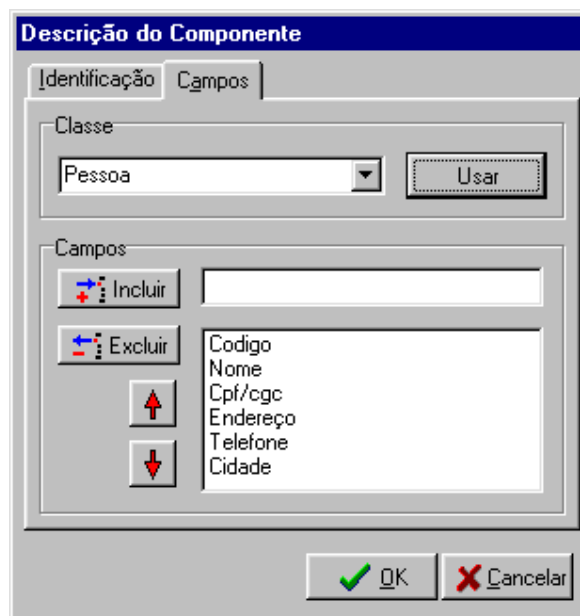 Descrição do Componente
Identificação Campos
Classe
Pessoa Usar
Campos
Incluir
Excluir
Codigo
Nome
Cpf/cgc
Endereço
Telefone
Cidade
OK Cancelar